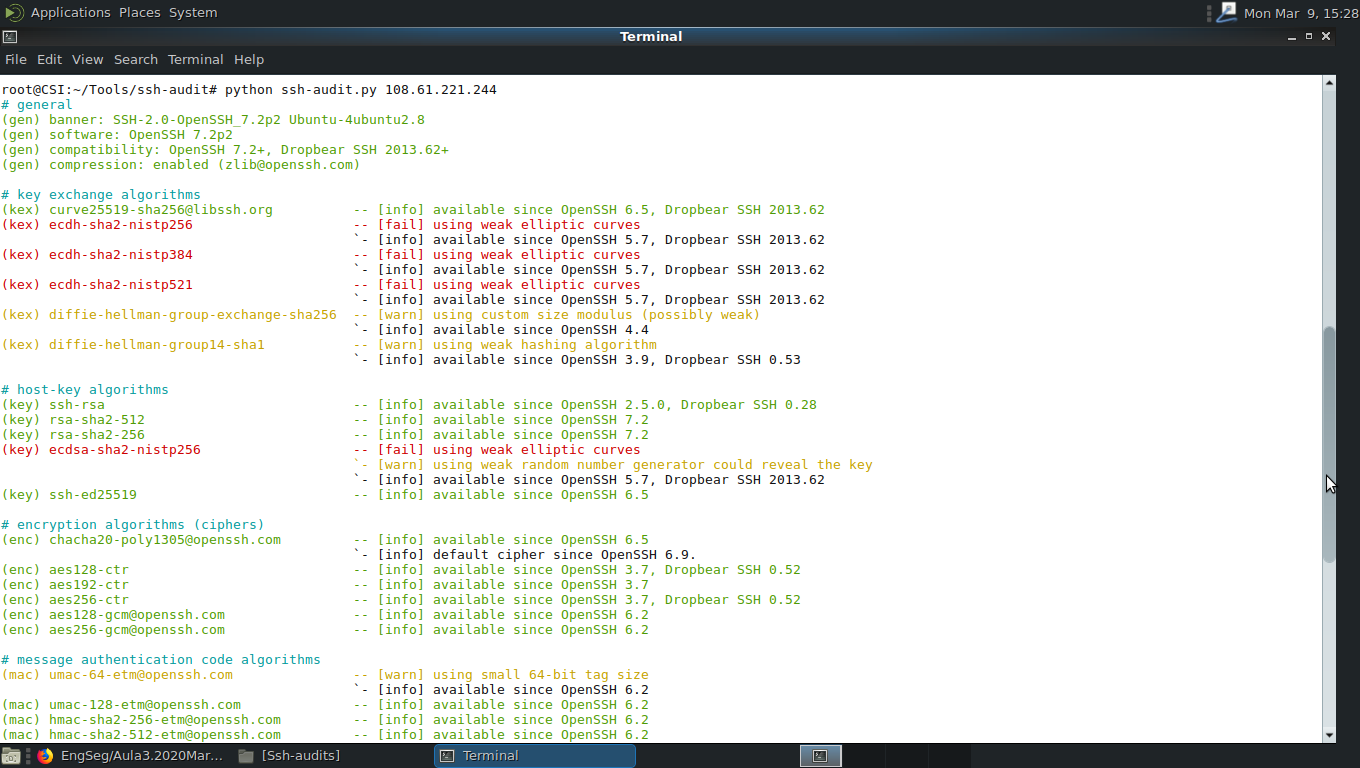 Applications Places System Mon Mar 9, 15:28
Terminal
File Edit View Search Terminal Help
root@CSI:~/Tools/ssh-audit# python ssh-audit.py 108.61.221.244
# general
(gen) banner: SSH-2.0-OpenSSH_7.2p2 Ubuntu-4ubuntu2.8
(gen) software: OpenSSH 7.2p2
(gen) compatibility: OpenSSH 7.2+, Dropbear SSH 2013.62+
(gen) compression: enabled (zlib@openssh.com)
# key exchange algorithms
(kex) curve25519-sha256@libssh.org -- [info] available since OpenSSH 6.5, Dropbear SSH 2013.62
(kex) ecdh-sha2-nistp256 -- [fail] using weak elliptic curves
`- [info] available since OpenSSH 5.7, Dropbear SSH 2013.62
(kex) ecdh-sha2-nistp384 -- [fail] using weak elliptic curves
`- [info] available since OpenSSH 5.7, Dropbear SSH 2013.62
(kex) ecdh-sha2-nistp521 -- [fail] using weak elliptic curves
`- [info] available since OpenSSH 5.7, Dropbear SSH 2013.62
(kex) diffie-hellman-group-exchange-sha256 -- [warn] using custom size modulus (possibly weak)
`- [info] available since OpenSSH 4.4
(kex) diffie-hellman-group14-sha1 -- [warn] using weak hashing algorithm
`- [info] available since OpenSSH 3.9, Dropbear SSH 0.53
# host-key algorithms
(key) ssh-rsa -- [info] available since OpenSSH 2.5.0, Dropbear SSH 0.28
(key) rsa-sha2-512 -- [info] available since OpenSSH 7.2
(key) rsa-sha2-256 -- [info] available since OpenSSH 7.2
(key) ecdsa-sha2-nistp256 -- [fail] using weak elliptic curves
`- [warn] using weak random number generator could reveal the key
`- [info] available since OpenSSH 5.7, Dropbear SSH 2013.62
(key) ssh-ed25519 -- [info] available since OpenSSH 6.5
# encryption algorithms (ciphers)
(enc) chacha20-poly1305@openssh.com -- [info] available since OpenSSH 6.5
`- [info] default cipher since OpenSSH 6.9.
(enc) aes128-ctr -- [info] available since OpenSSH 3.7, Dropbear SSH 0.52
(enc) aes192-ctr -- [info] available since OpenSSH 3.7
(enc) aes256-ctr -- [info] available since OpenSSH 3.7, Dropbear SSH 0.52
(enc) aes128-gcm@openssh.com -- [info] available since OpenSSH 6.2
(enc) aes256-gcm@openssh.com -- [info] available since OpenSSH 6.2
# message authentication code algorithms
(mac) umac-64-etm@openssh.com -- [warn] using small 64-bit tag size
`- [info] available since OpenSSH 6.2
(mac) umac-128-etm@openssh.com -- [info] available since OpenSSH 6.2
(mac) hmac-sha2-256-etm@openssh.com -- [info] available since OpenSSH 6.2
(mac) hmac-sha2-512-etm@openssh.com -- [info] available since OpenSSH 6.2
EngSeg/Aula3.2020Mar... [Ssh-audits] Terminal